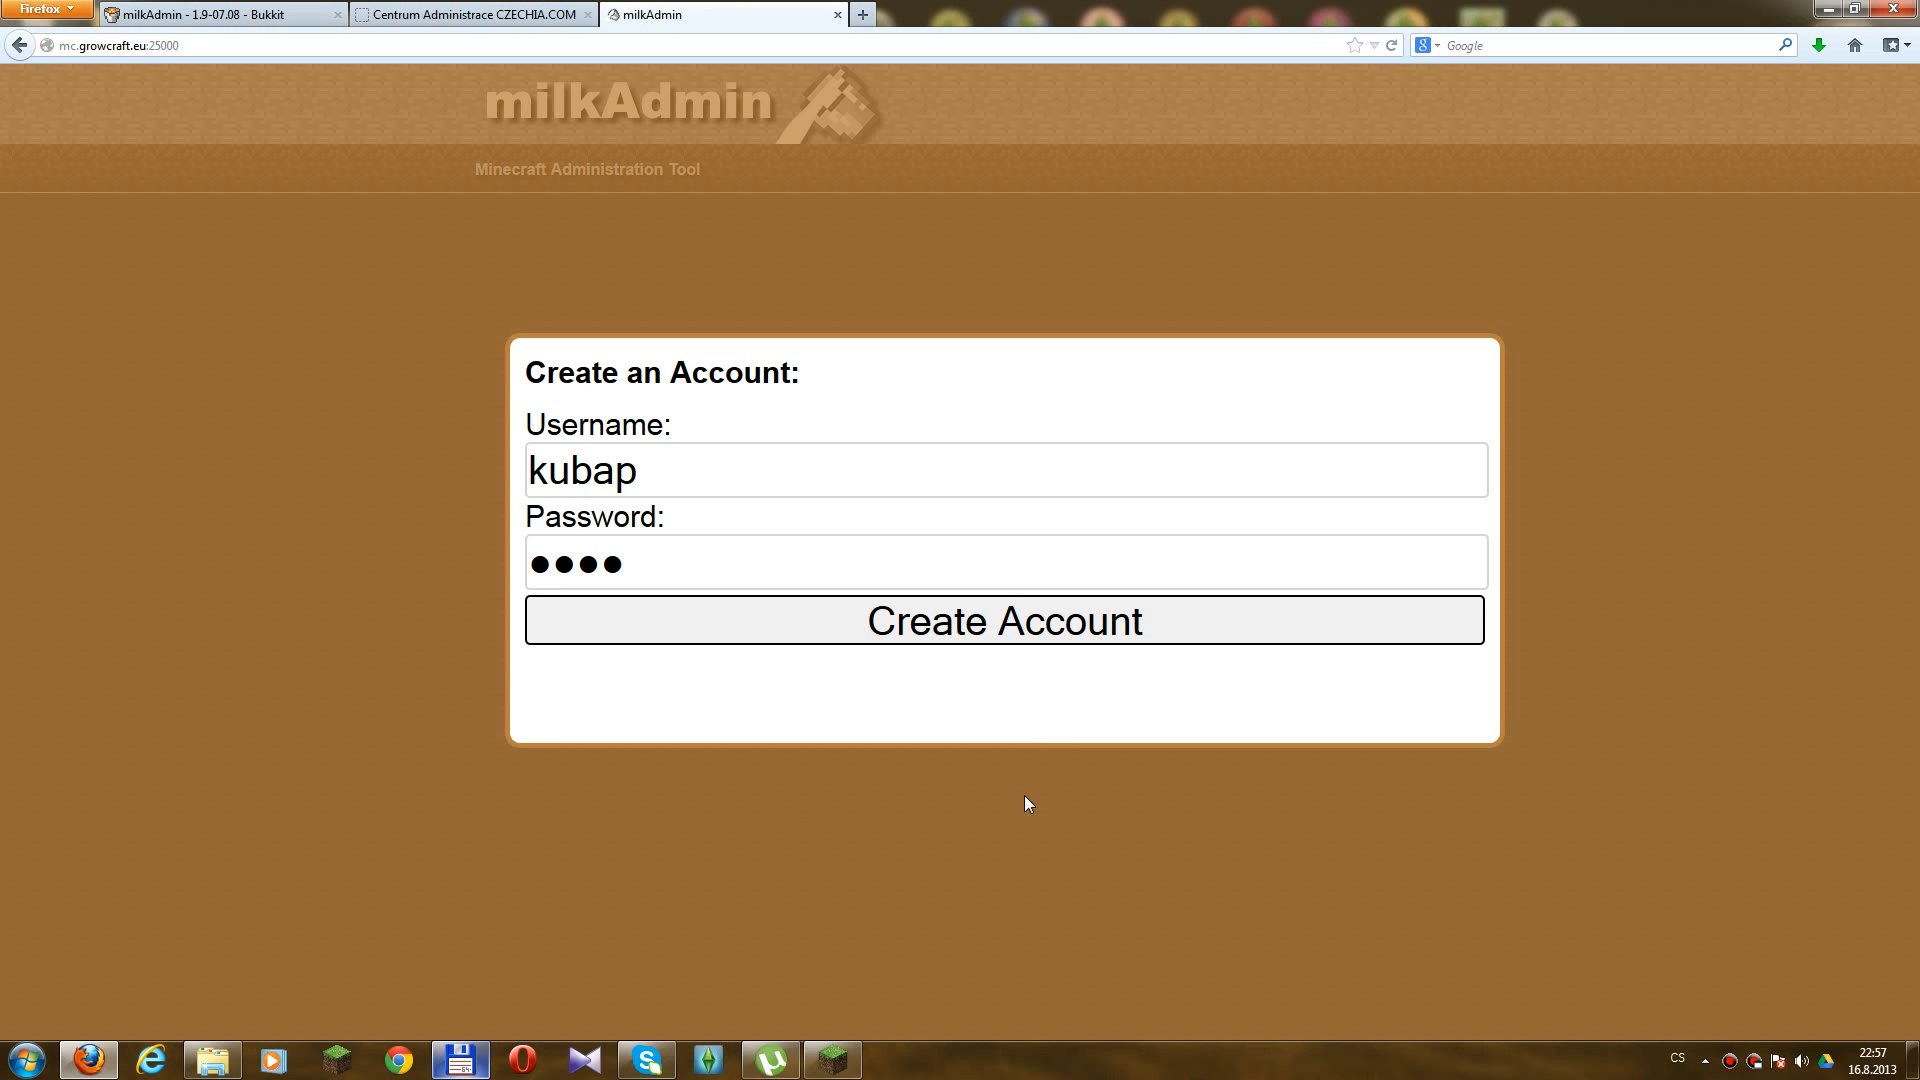 Firefox
milkAdmin - 1.9-07.08 - Bukkit
Centrum Administrace CZECHIA.COM
milkAdmin
mc.growcraft.eu:25000
Google
milkAdmin
Minecraft Administration Tool
Create an Account:
Username:
kubap
Password:
Create Account
CS
22:57
16.8.2013